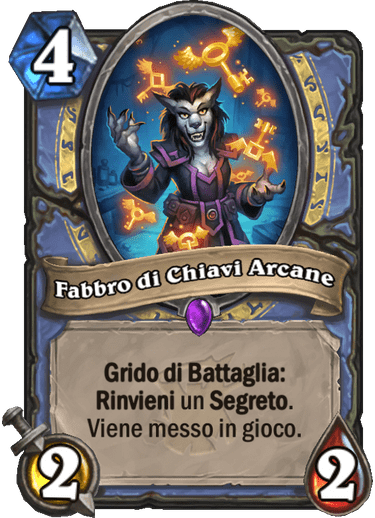 4
Fabbro di Chiavi Arcane
Grido di Battaglia:
Rinvieni un Segreto.
Viene messo in gioco.
2
2